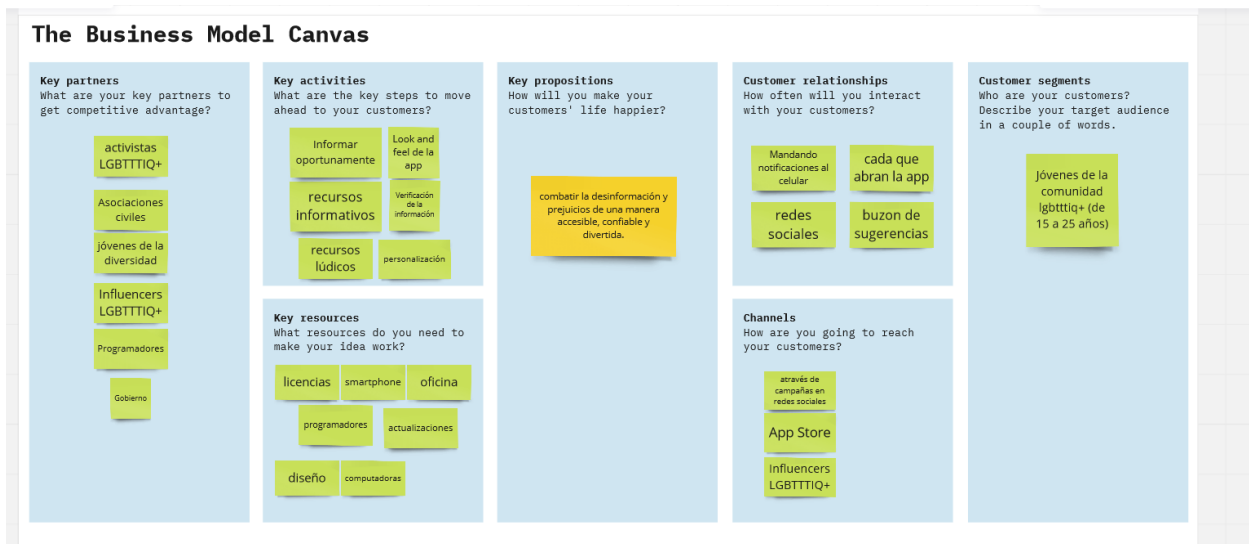 The Business Model Canvas
Key partners
What are your key partners to
get competitive advantage?
activistas
LGBTTTIQ+
Asociaciones
civiles
jóvenes de la
diversidad
Influencers
LGBTTTIQ+
Programadores
Gobierno
Key activities
What are the key steps to move
ahead to your customers?
Informar
oportunamente
Look and
feel de la
app
recursos
informativos
Verificación
de la
información
recursos
lúdicos
personalización
Key resources
What resources do you need to
make your idea work?
licencias
smartphone
oficina
programadores
actualizaciones
diseño
computadoras
Key propositions
How will you make your
customers' life happier?
combatir la desinformación y
prejuicios de una manera
accesible, confiable y
divertida.
Customer relationships
How often will you interact
with your customers?
Mandando
notificaciones al
celular
cada que
abran la app
redes
sociales
buzon de
sugerencias
Channels
How are you going to reach
your customers?
através de
campañas en
redes sociales
App Store
Influencers
LGBTTTIQ+
Customer segments
Who are your customers?
Describe your target audience
in a couple of words.
Jóvenes de la
comunidad
lgbtttiq+ (de
15 a 25 años)